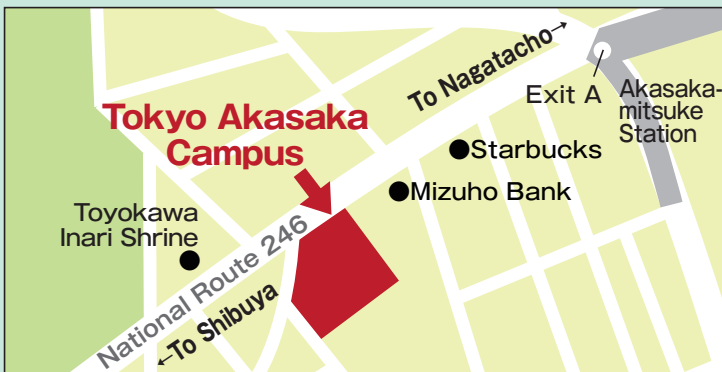 To Nagatacho→
Exit A
Akasaka-
mitsuke
Station
Tokyo Akasaka
Campus
Starbucks
Mizuho Bank
Toyokawa
Inari Shrine
National Route 246
←To Shibuya